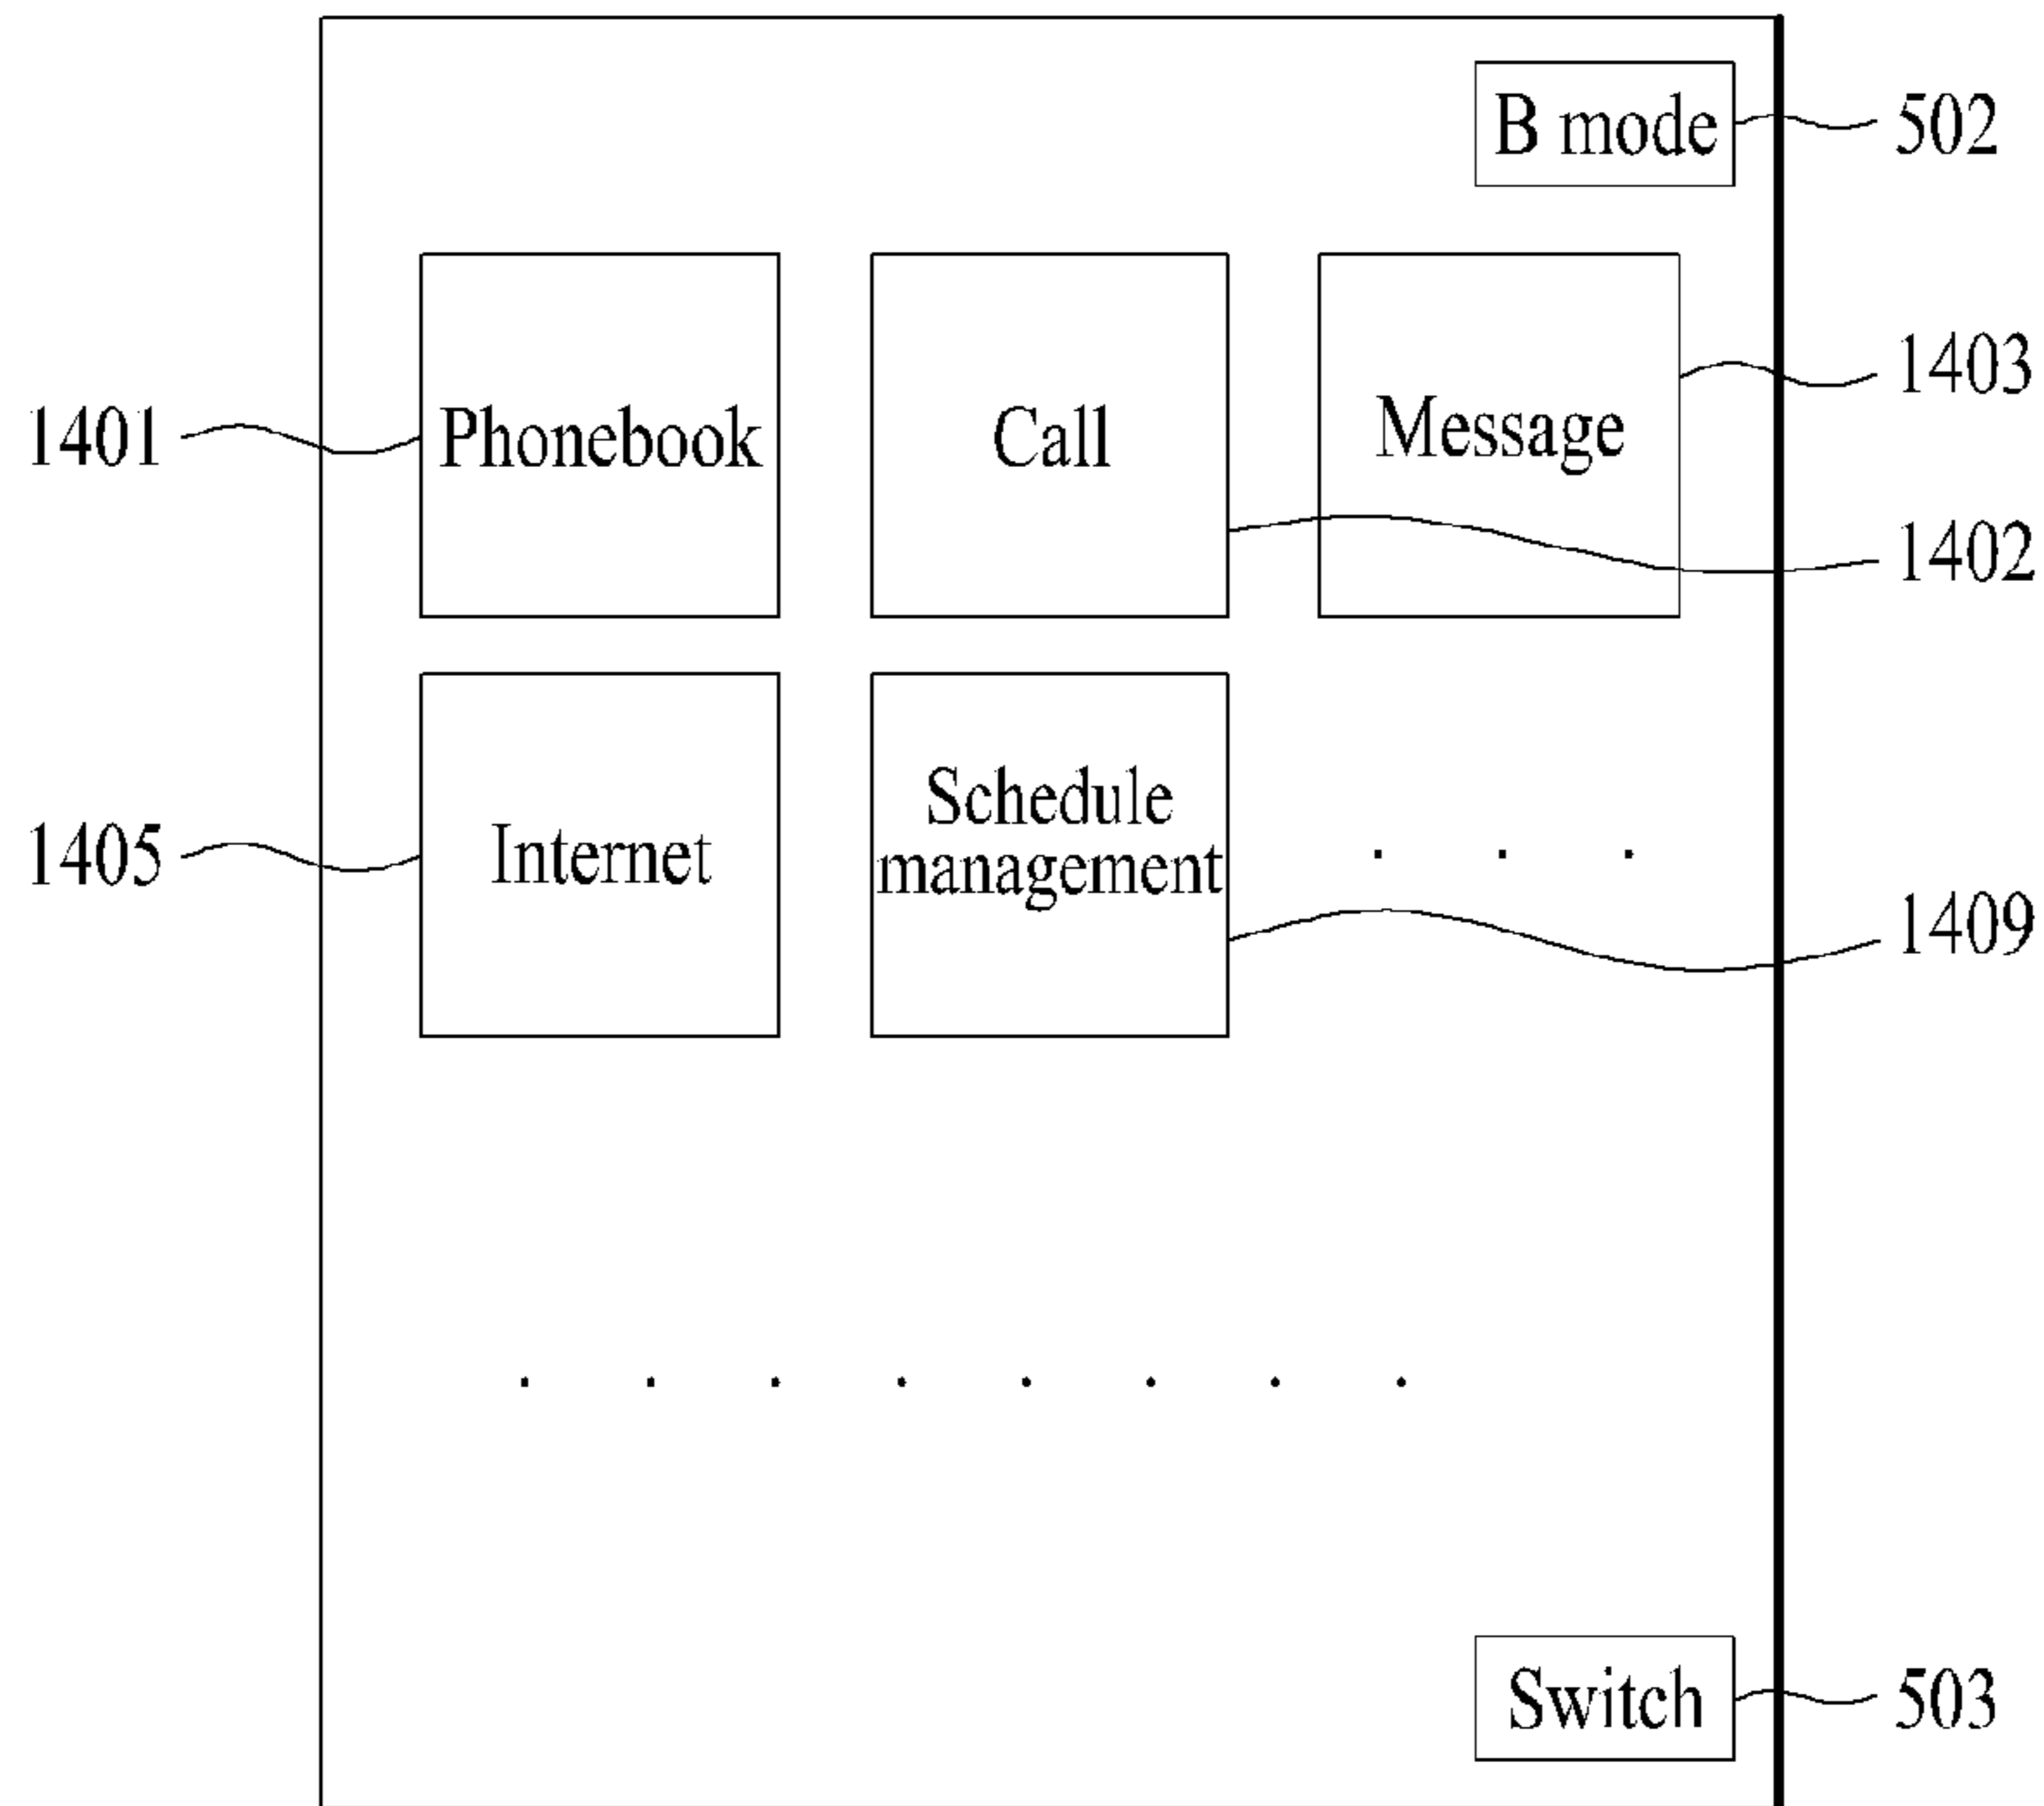 B mode
502
Phonebook
Call
Message
1401
1403
1402
Internet
Schedule
management
1405
1409
. . .
. . . . . . . .
Switch
503